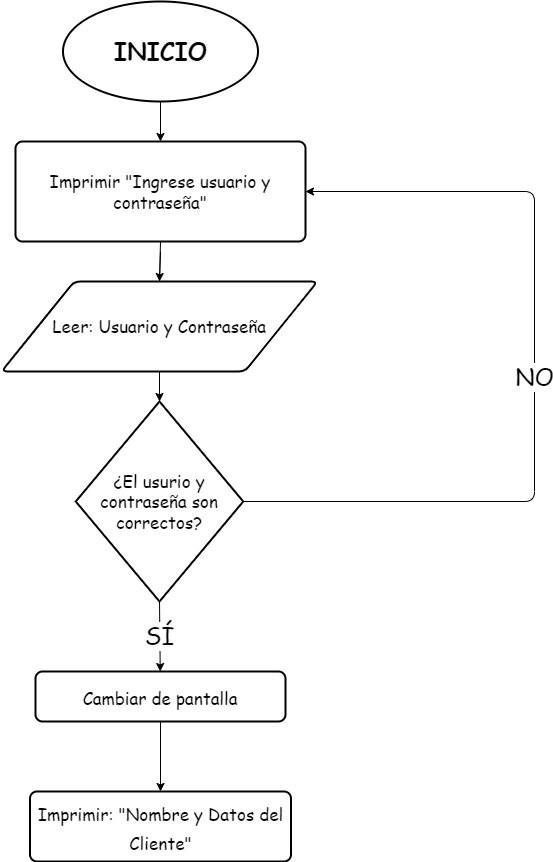 INICIO
Imprimir "Ingrese usuario y
contraseña"
Leer: Usuario y Contraseña
NO
¿El usurio y
contraseña son
correctos?
SÍ
Cambiar de pantalla
Imprimir: "Nombre y Datos del
Cliente"